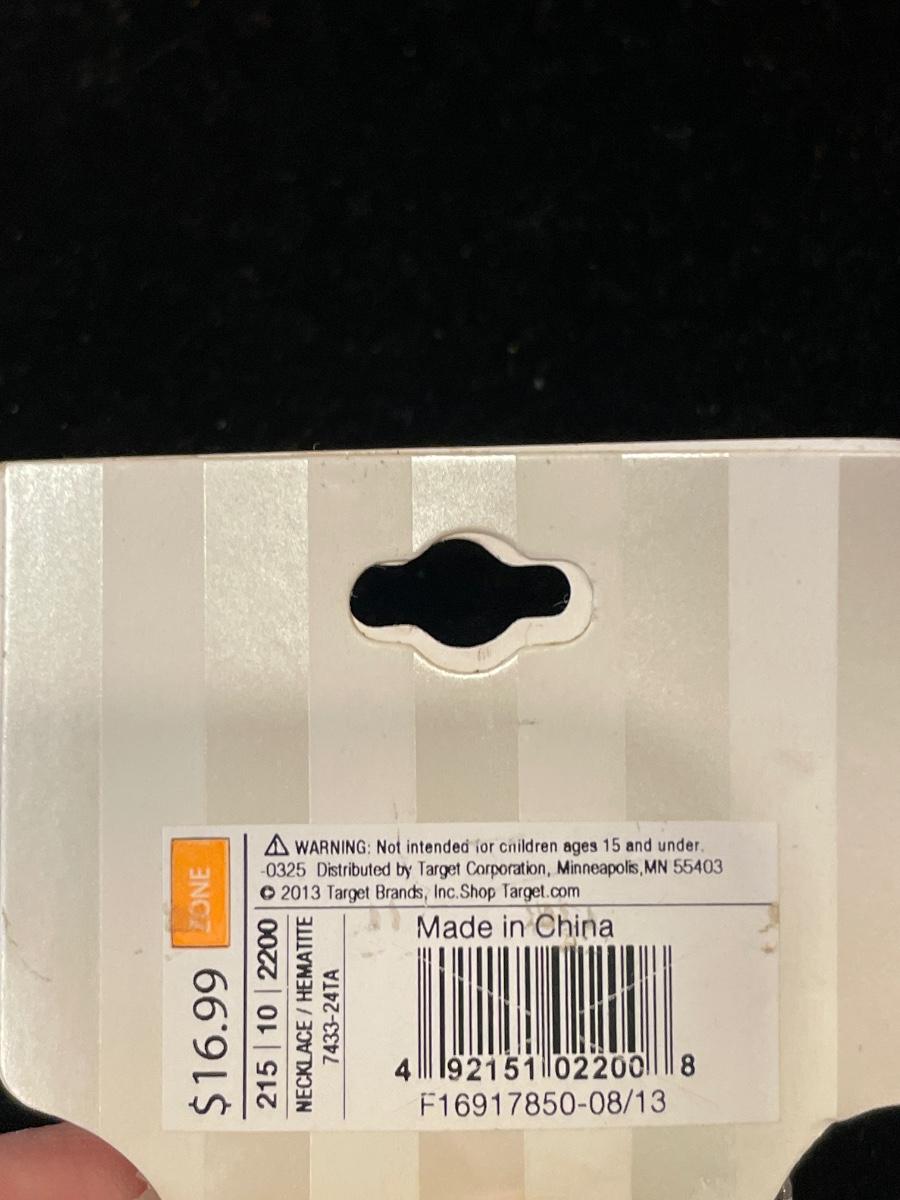 ⚠ WARNING: Not intended for children ages 15 and under.
-0325 Distributed by Target Corporation, Minneapolis,MN 55403
© 2013 Target Brands, Inc.Shop Target.com
ZONE
$16.99
215 | 10 | 2200
NECKLACE / HEMATITE
7433-24TA
Made in China
4 92151 02200 8
F16917850-08/13